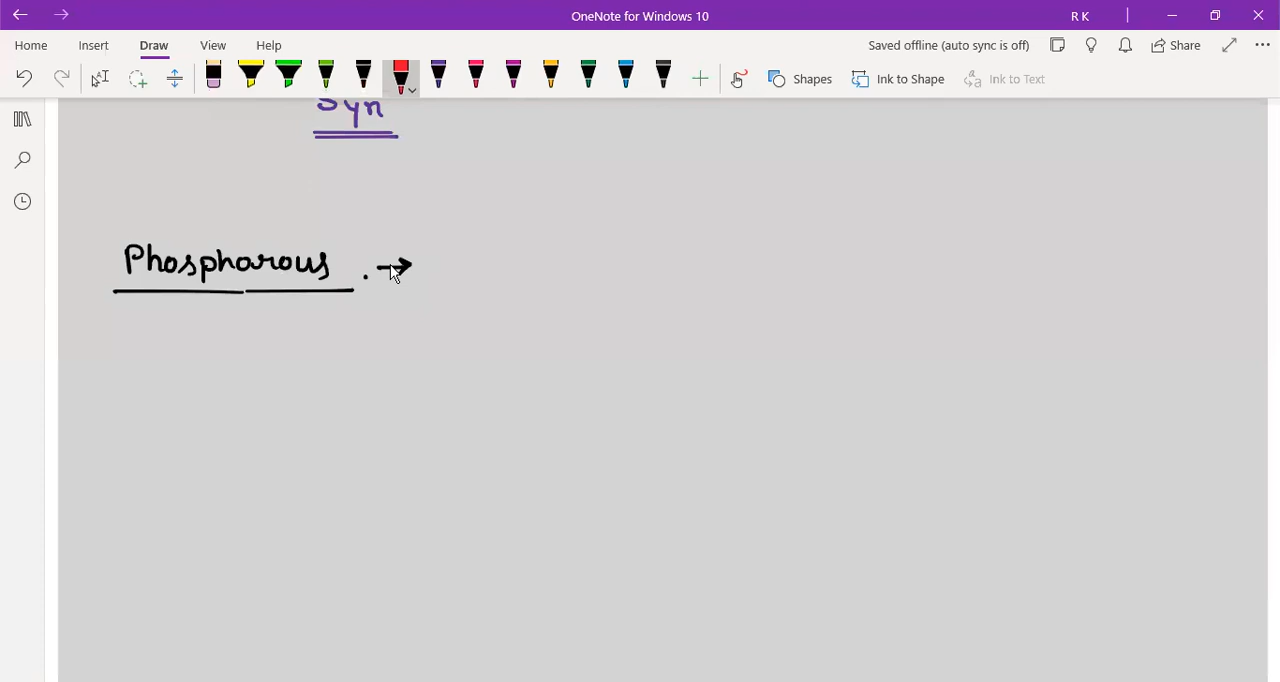 OneNote for Windows 10
R K
Home Insert Draw View Help
Saved offline (auto sync is off)
Share
Shapes
Ink to Shape
Ink to Text
Syn
Phosphorous . →